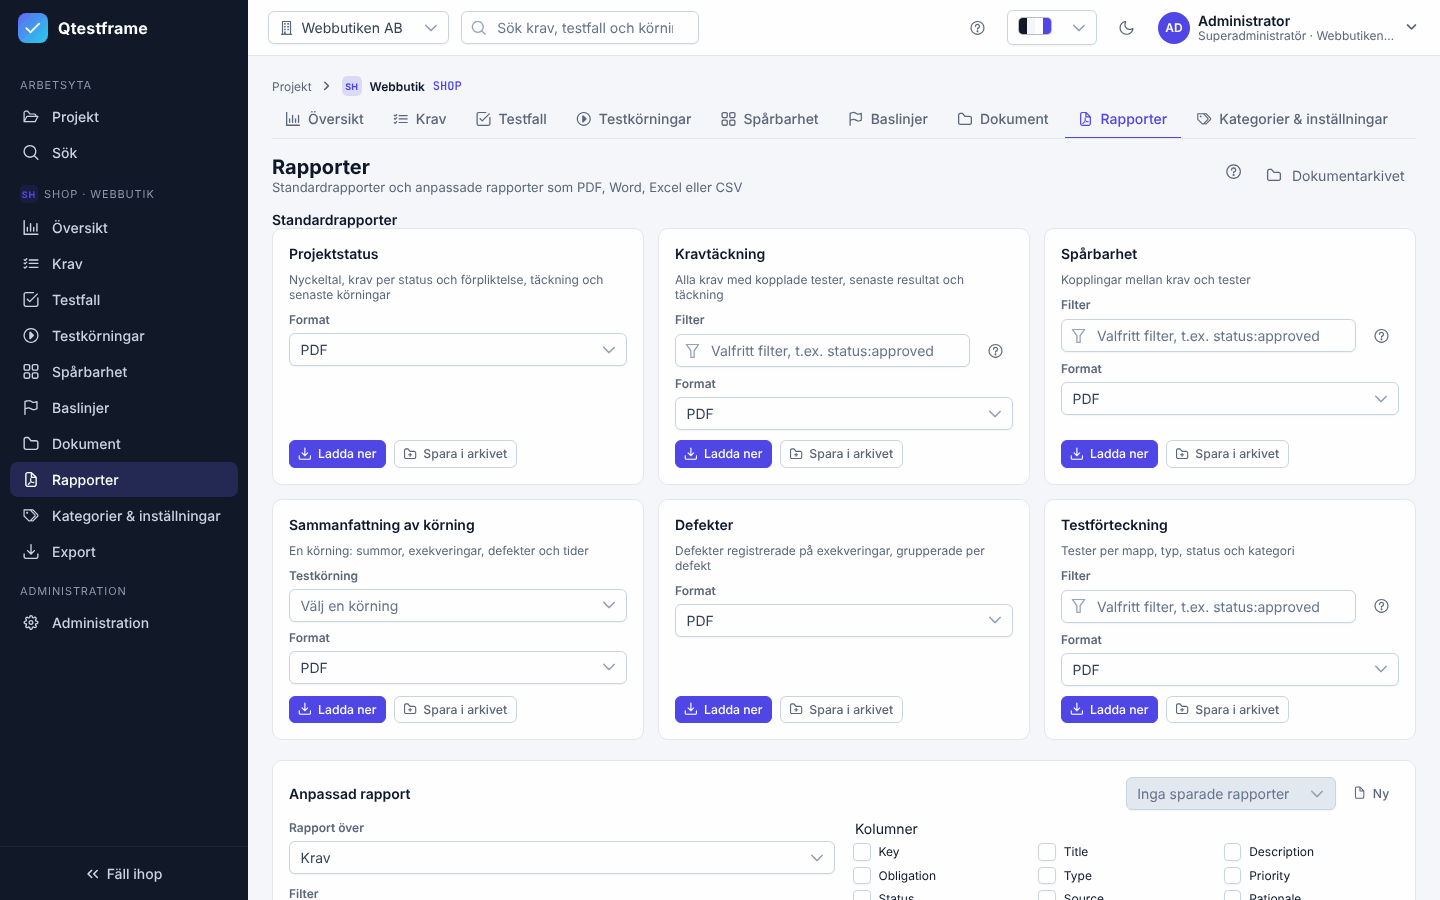 Qtestframe
Webbutiken AB
Sök krav, testfall och körnii
AD
Administrator
Superadministratör · Webbutiken...
ARBETSYTA
Projekt
Sök
SH SHOP · WEBBUTIK
Översikt
Krav
Testfall
Testkörningar
Spårbarhet
Baslinjer
Dokument
Rapporter
Kategorier & inställningar
Export
ADMINISTRATION
Administration
Fäll ihop
Projekt > SH Webbutik SHOP
Översikt Krav Testfall Testkörningar Spårbarhet Baslinjer Dokument Rapporter Kategorier & inställningar
Rapporter
Standardrapporter och anpassade rapporter som PDF, Word, Excel eller CSV
Dokumentarkivet
Standardrapporter
Projektstatus
Nyckeltal, krav per status och förpliktelse, täckning och
senaste körningar
Format
PDF
Ladda ner Spara i arkivet
Kravtäckning
Alla krav med kopplade tester, senaste resultat och
täckning
Filter
Valfritt filter, t.ex. status:approved
Format
PDF
Ladda ner Spara i arkivet
Spårbarhet
Kopplingar mellan krav och tester
Filter
Valfritt filter, t.ex. status:approved
Format
PDF
Ladda ner Spara i arkivet
Sammanfattning av körning
En körning: summor, exekveringar, defekter och tider
Testkörning
Välj en körning
Format
PDF
Ladda ner Spara i arkivet
Defekter
Defekter registrerade på exekveringar, grupperade per
defekt
Format
PDF
Ladda ner Spara i arkivet
Testförteckning
Tester per mapp, typ, status och kategori
Filter
Valfritt filter, t.ex. status:approved
Format
PDF
Ladda ner Spara i arkivet
Anpassad rapport
Inga sparade rapporter
Ny
Rapport över
Krav
Filter
Kolumner
Key Title Description
Obligation Type Priority
Status Source Rationale